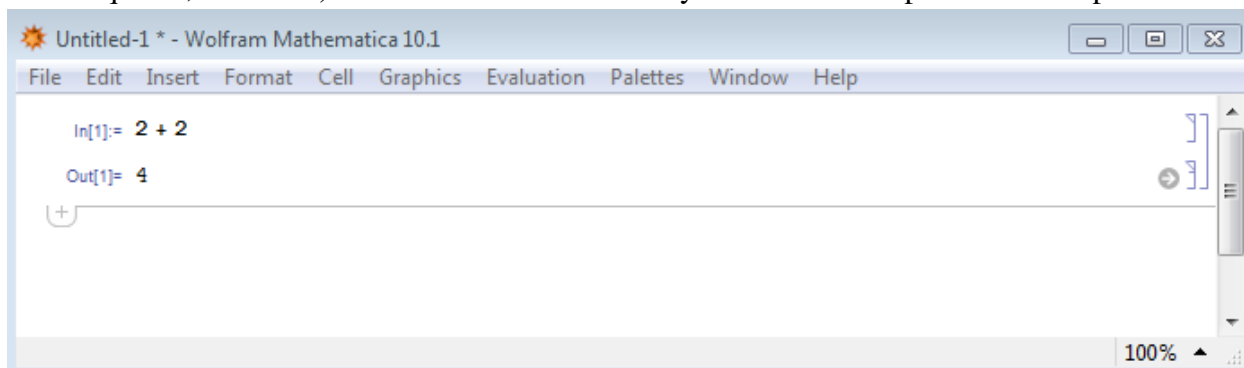 Untitled-1 * - Wolfram Mathematica 10.1
File Edit Insert Format Cell Graphics Evaluation Palettes Window Help
In[1]:= 2 + 2
Out[1]= 4
100%